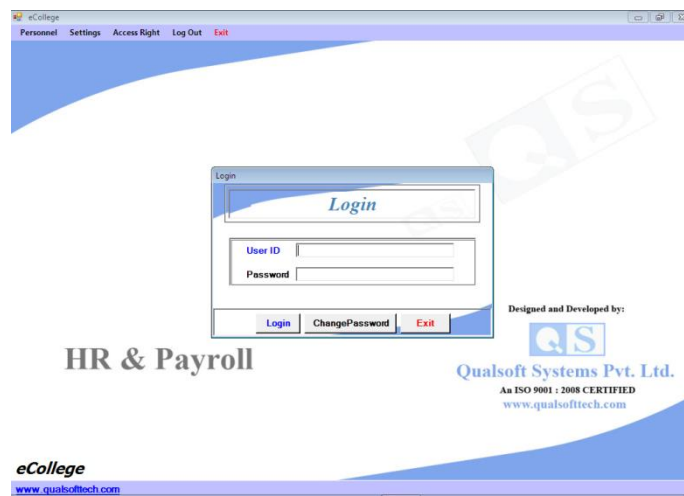 eCollege
Personnel Settings Access Right Log Out Exit
QS
Login
Login
User ID
Password
Login ChangePassword Exit
Designed and Developed by:
QS
HR & Payroll
Qualsoft Systems Pvt. Ltd.
An ISO 9001 : 2008 CERTIFIED
www.qualsofttech.com
eCollege
www.qualsofttech.com